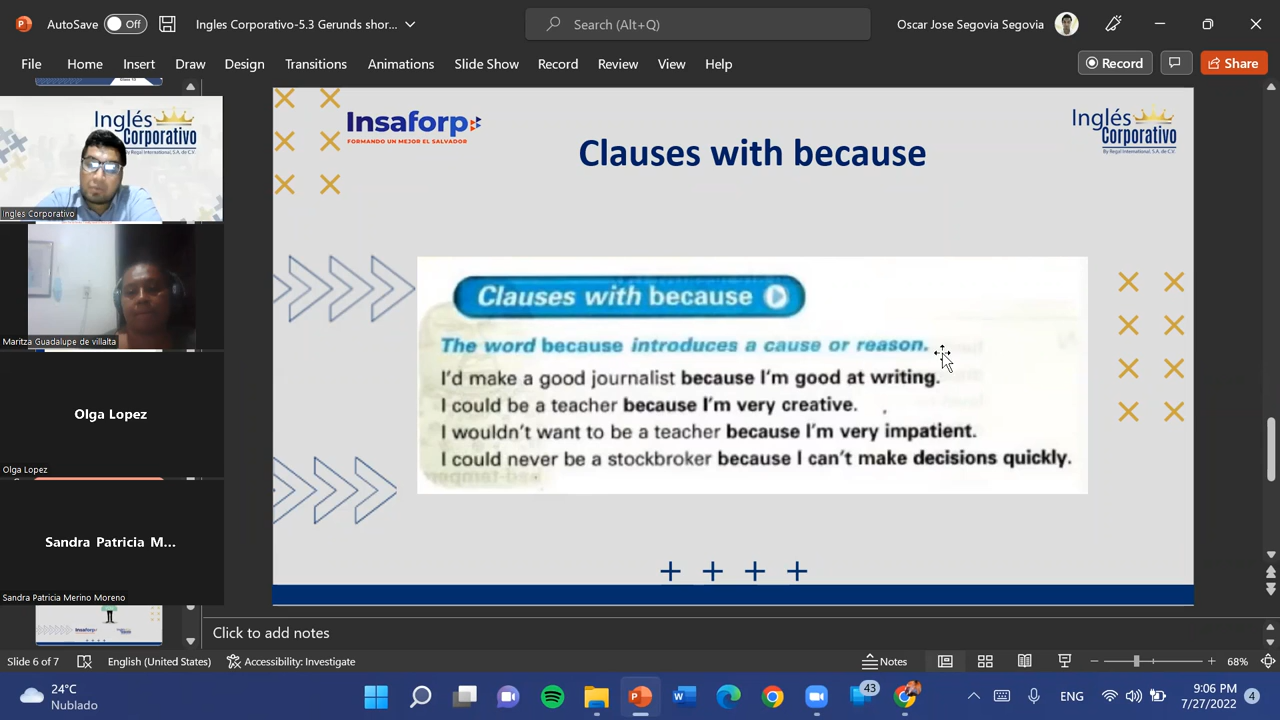 AutoSave Off Ingles Corporativo-5.3 Gerunds shor... Search (Alt+Q) Oscar Jose Segovia Segovia
File Home Insert Draw Design Transitions Animations Slide Show Record Review View Help Record Share
Inglés
Corporativo
Ingles Corporativo
Maritza Guadalupe de villalta
Olga Lopez
Olga Lopez
Sandra Patricia M...
Sandra Patricia Merino Moreno
Insaforp
FORMANDO UN MEJOR EL SALVADOR
Inglés
Corporativo
By Regal International, S.A. de C.V.
Clauses with because
Clauses with because
The word because introduces a cause or reason.
I'd make a good journalist because I'm good at writing.
I could be a teacher because I'm very creative.
I wouldn't want to be a teacher because I'm very impatient.
I could never be a stockbroker because I can't make decisions quickly.
Click to add notes
Slide 6 of 7 English (United States) Accessibility: Investigate Notes 68%
24°C
Nublado
43
ENG
9:06 PM
7/27/2022
4